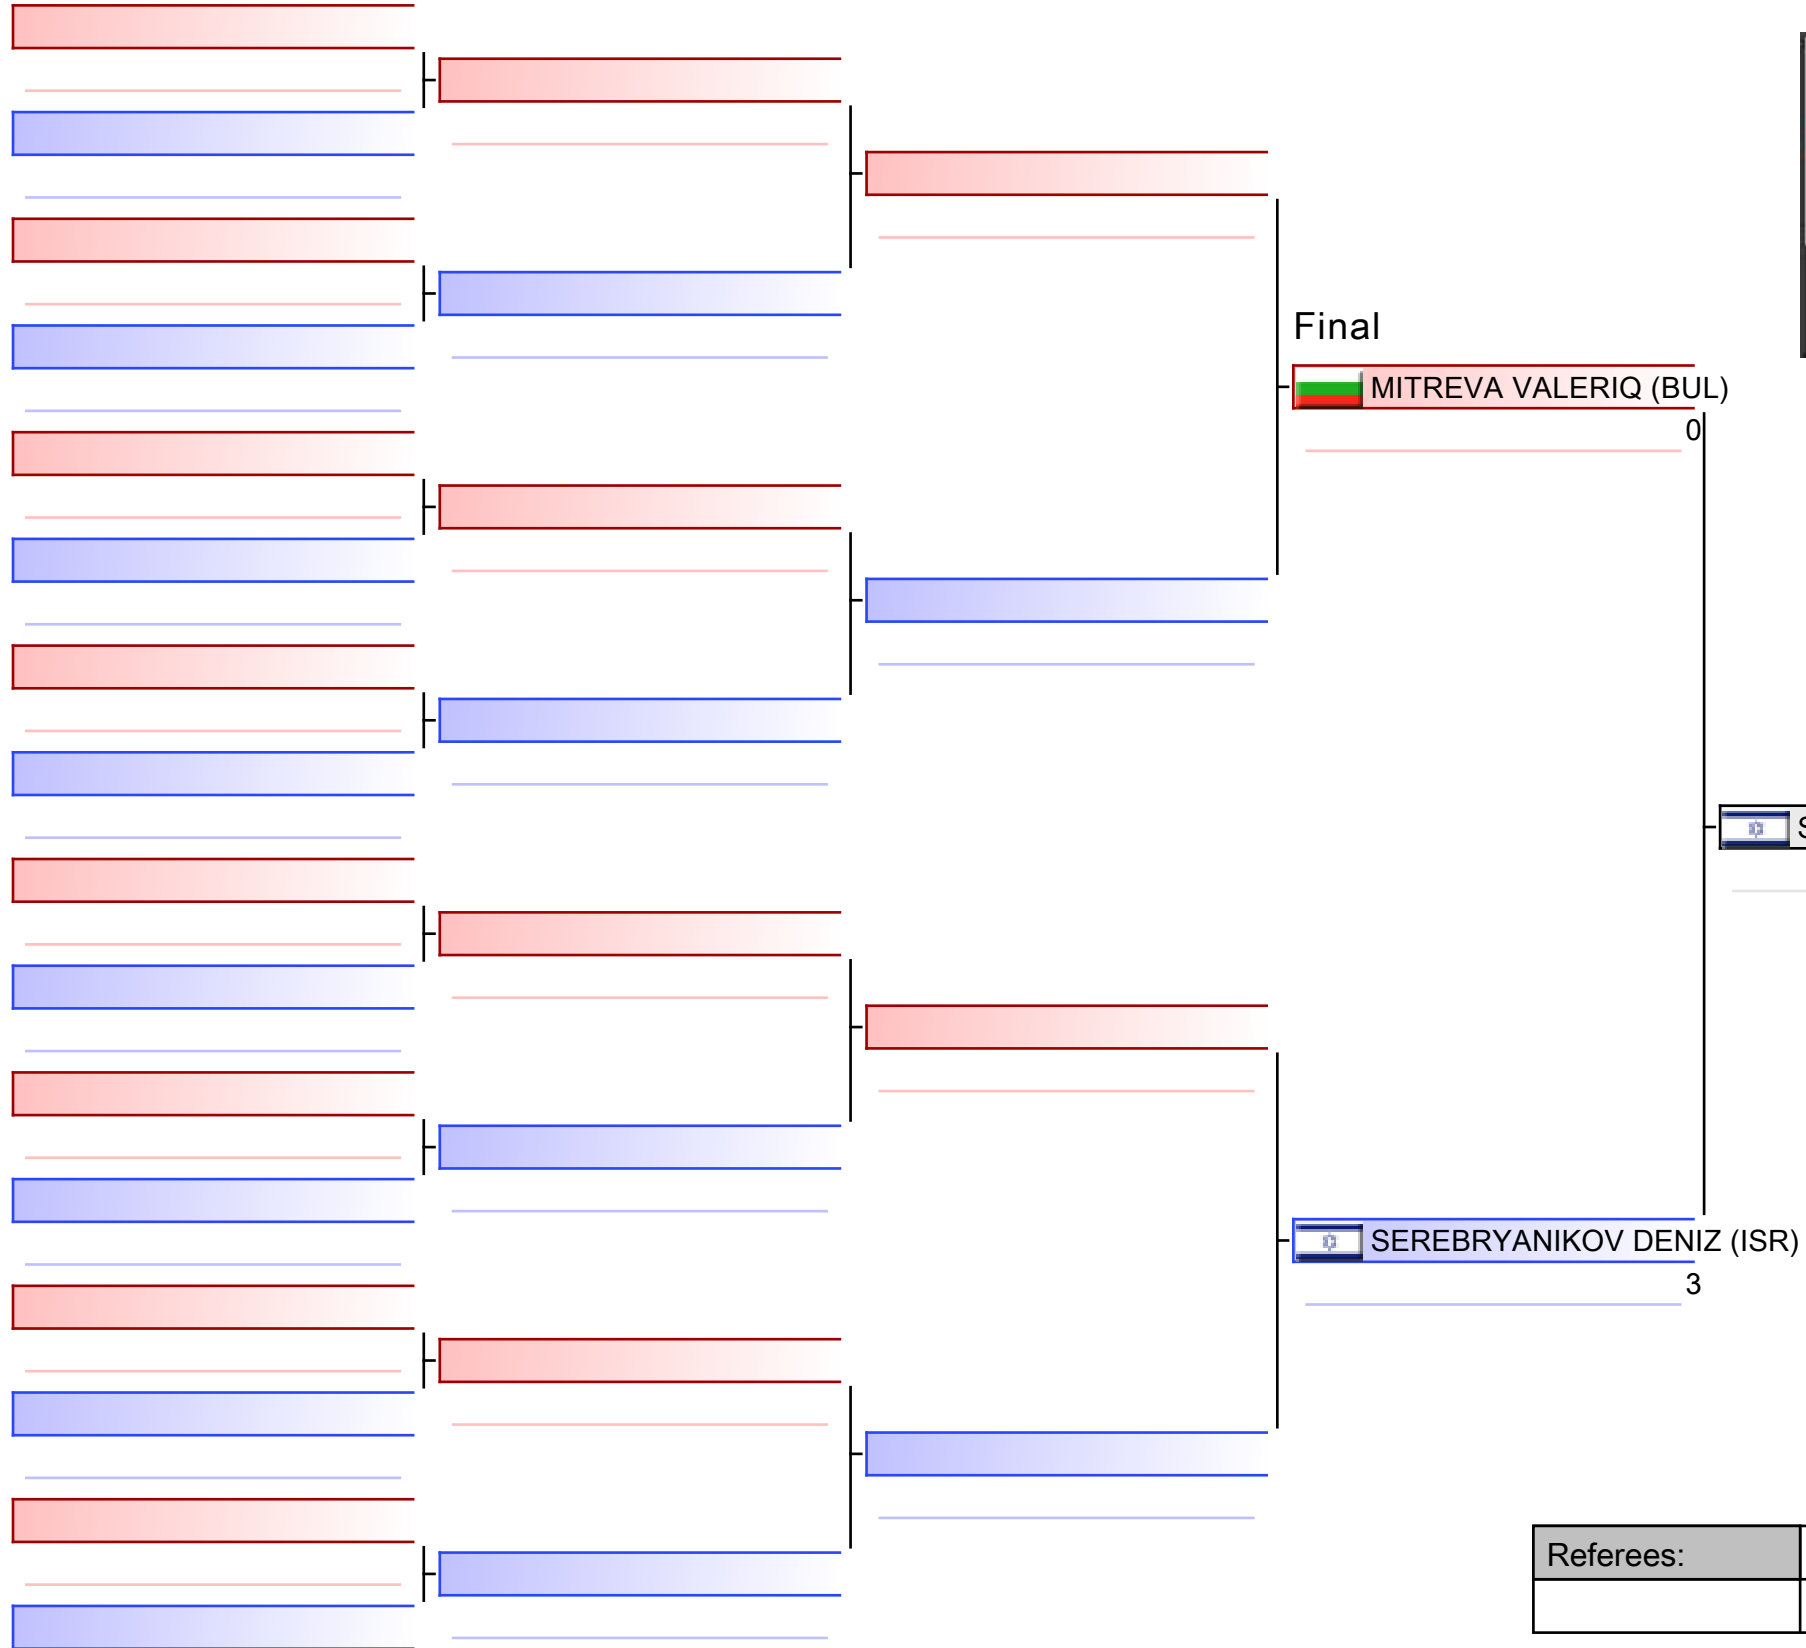 Final
MITREVA VALERIQ (BUL)
0
S
SEREBRYANIKOV DENIZ (ISR)
3
Referees: